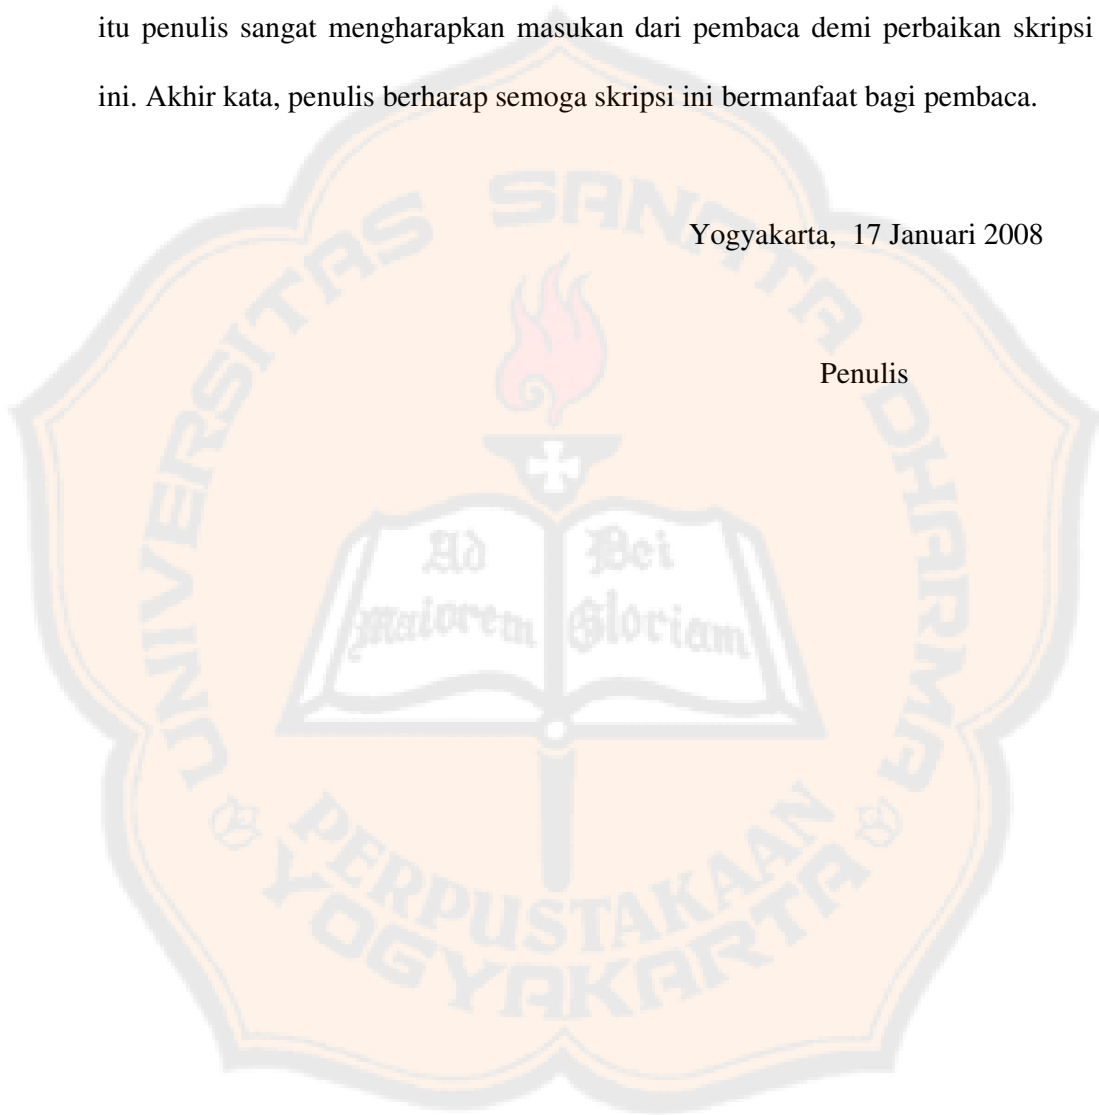 itu penulis sangat mengharapkan masukan dari pembaca demi perbaikan skripsi
ini. Akhir kata, penulis berharap semoga skripsi ini bermanfaat bagi pembaca.
Yogyakarta, 17 Januari 2008
Penulis
UNIVERSITAS SANATA DHARMA
Ad
Maiorem
Dei
Gloriam
PERPUSTAKAAN
YOGYAKARTA